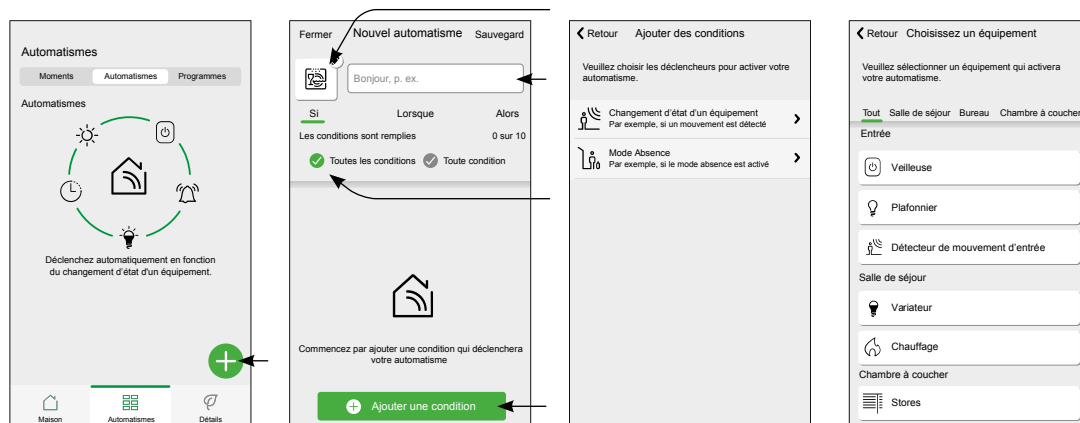 Automatismes
Moments Automatismes Programmes
Automatismes
Déclenchez automatiquement en fonction
du changement d'état d'un équipement.
Maison Automatismes Détails
Fermer Nouvel automatisme Sauvegard
Bonjour, p. ex.
Si Lorsque Alors
Les conditions sont remplies 0 sur 10
Toutes les conditions Toute condition
Commencez par ajouter une condition qui déclenchera
votre automatisme
Ajouter une condition
Retour Ajouter des conditions
Veuillez choisir les déclencheurs pour activer votre
automatisme.
Changement d'état d'un équipement
Par exemple, si un mouvement est détecté
Mode Absence
Par exemple, si le mode absence est activé
Retour Choisissez un équipement
Veuillez sélectionner un équipement qui activera
votre automatisme.
Tout Salle de séjour Bureau Chambre à coucher
Entrée
Veilleuse
Plafonnier
Détecteur de mouvement d'entrée
Salle de séjour
Variateur
Chauffage
Chambre à coucher
Stores